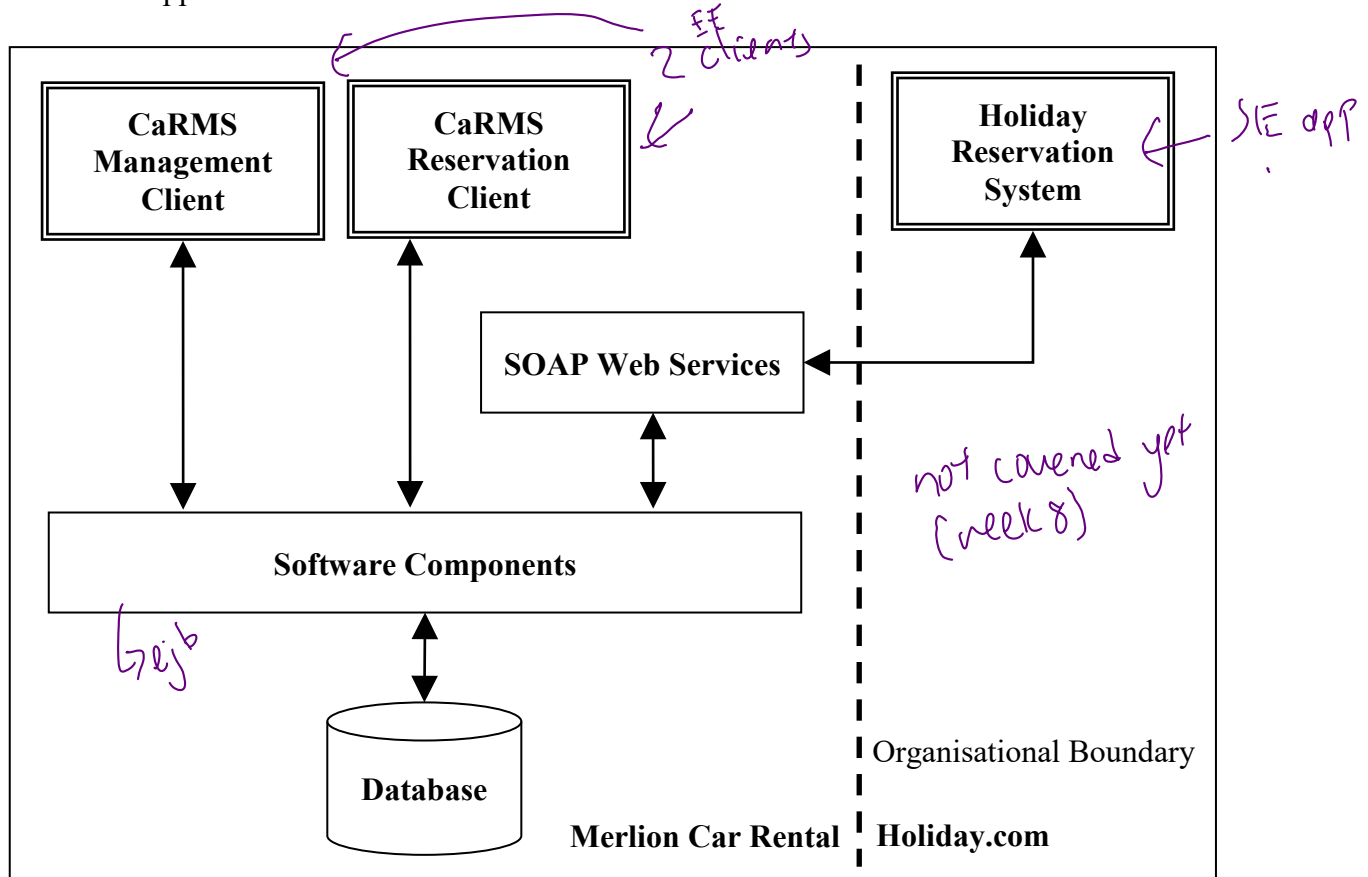 EE
2 clients
CaRMS
Management
Client
CaRMS
Reservation
Client
Holiday
Reservation
System
SE app
SOAP Web Services
not covered yet
(week 8)
Software Components
ejb
Database
Organisational Boundary
Merlion Car Rental
Holiday.com